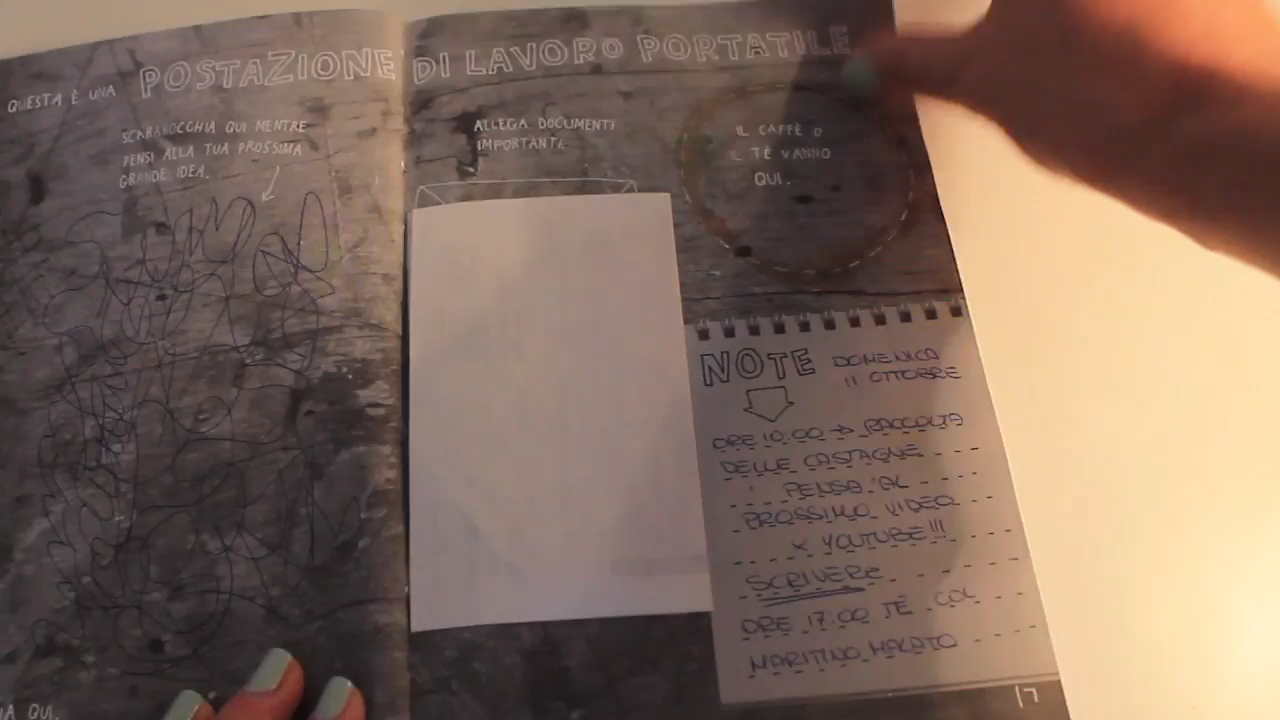 QUESTA È UNA POSTAZIONE DI LAVORO PORTATILE
SCARABOCCHIA QUI MENTRE
PENSI ALLA TUA PROSSIMA
GRANDE IDEA.
ALLEGA DOCUMENTI
IMPORTANTI.
IL CAFFÈ O
IL TÈ VANNO
QUI.
NOTE
DOMENICA
11 OTTOBRE
ORE 10:00 → RACCOLTA
DELLE CASTAGNE
PENSA AL
PROSSIMO VIDEO
X YOUTUBE!!!
SCRIVERE
ORE 17:00 TÈ COL
MARITINO MALATO
QUI.
17